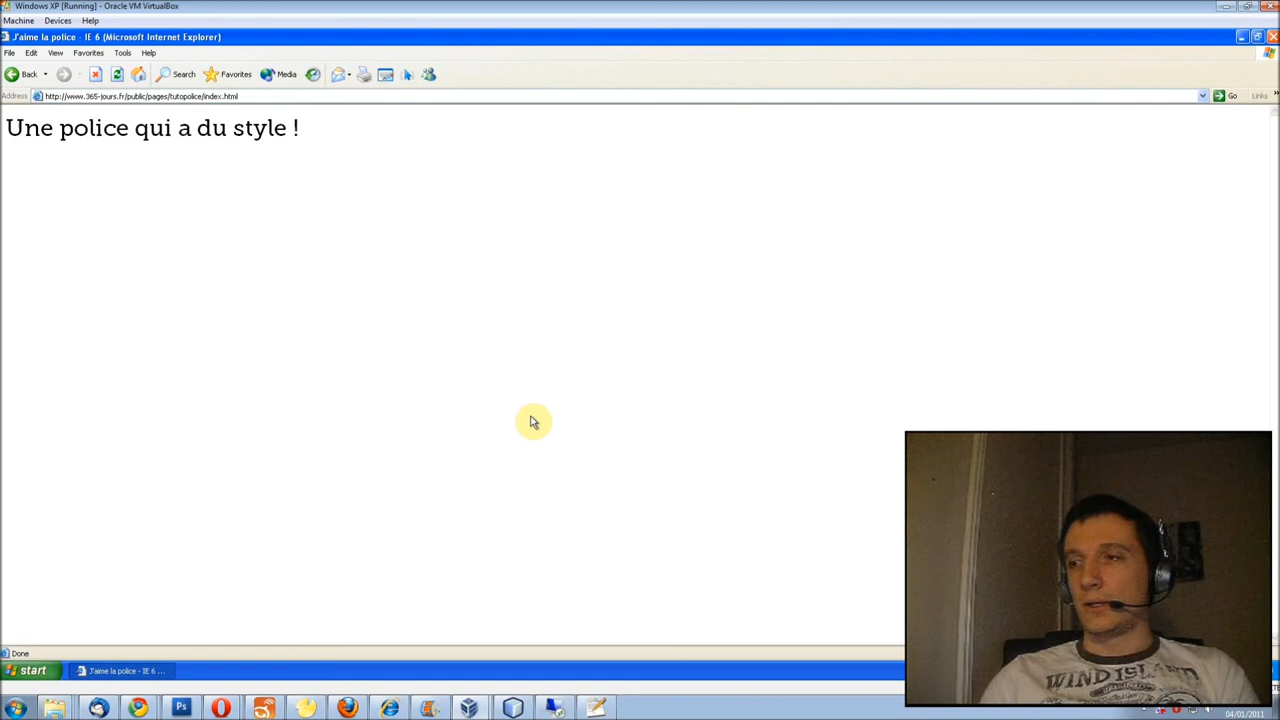 Windows XP [Running] - Oracle VM VirtualBox
Machine Devices Help
J'aime la police - IE 6 (Microsoft Internet Explorer)
File Edit View Favorites Tools Help
Back Search Favorites Media
Address http://www.365-jours.fr/public/pages/tutopolice/index.html Go Links »
Une police qui a du style !
WIND ISLAND
Done
start J'aime la police - IE 6 ...
Ps
04/01/2011